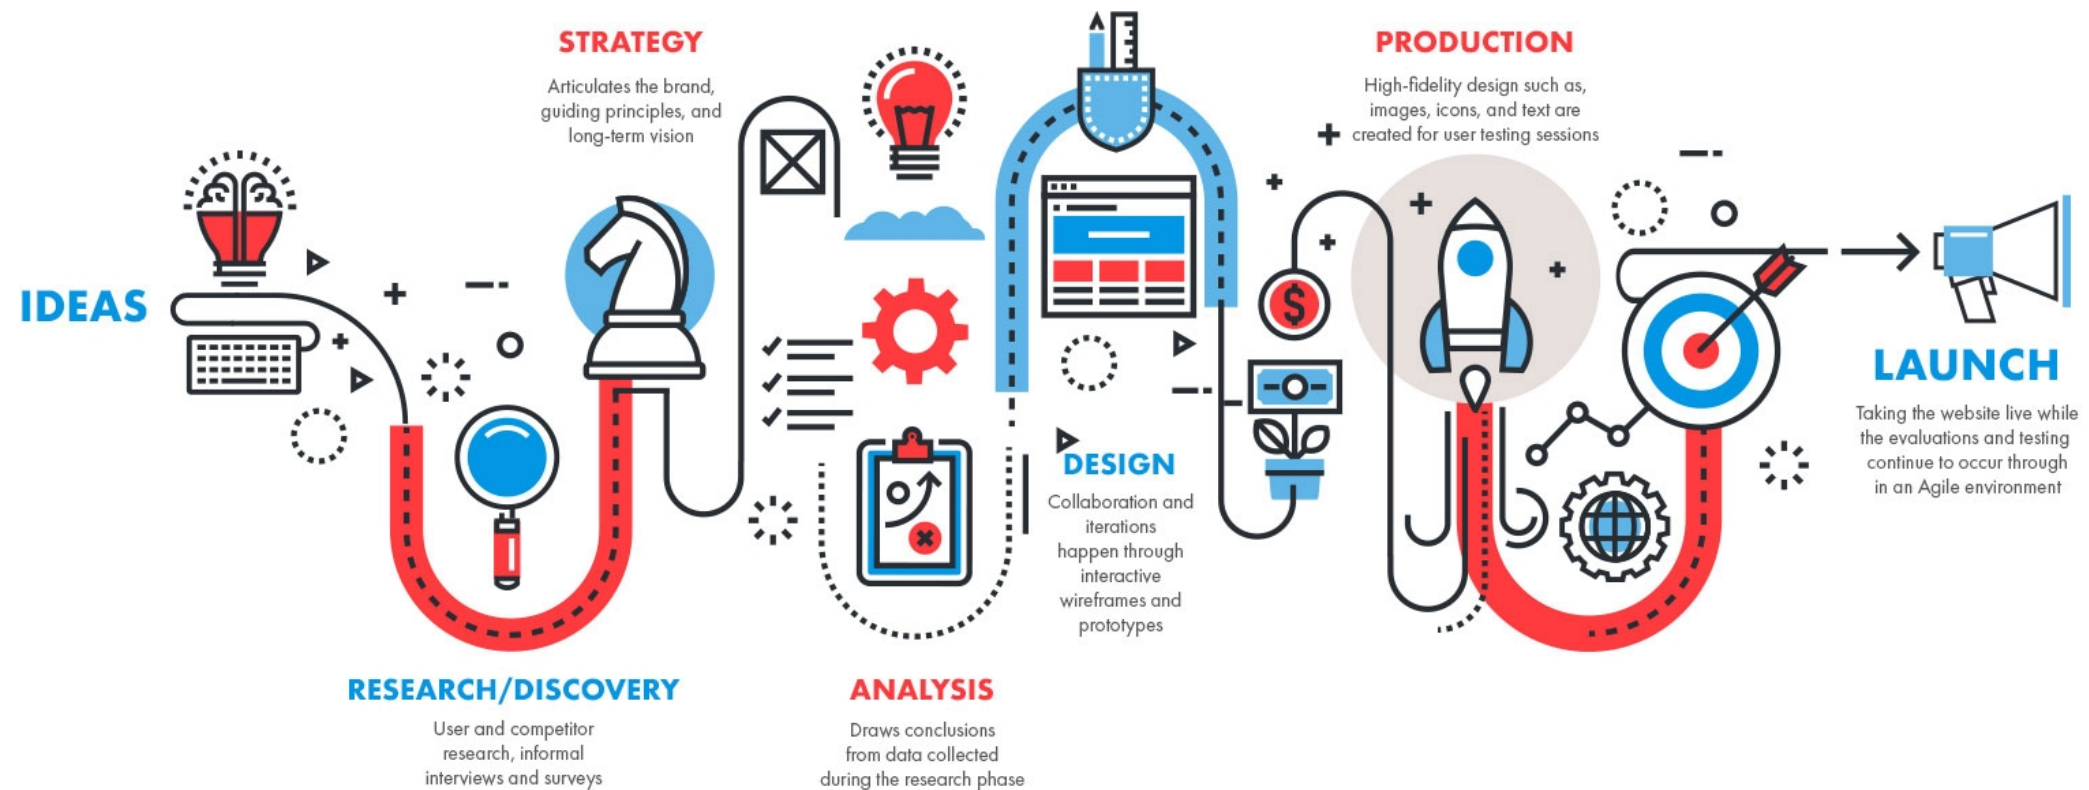 IDEAS
RESEARCH/DISCOVERY
User and competitor
research, informal
interviews and surveys
STRATEGY
Articulates the brand,
guiding principles, and
long-term vision
ANALYSIS
Draws conclusions
from data collected
during the research phase
DESIGN
Collaboration and
iterations
happen through
interactive
wireframes and
prototypes
$
PRODUCTION
High-fidelity design such as,
images, icons, and text are
created for user testing sessions
LAUNCH
Taking the website live while
the evaluations and testing
continue to occur through
in an Agile environment